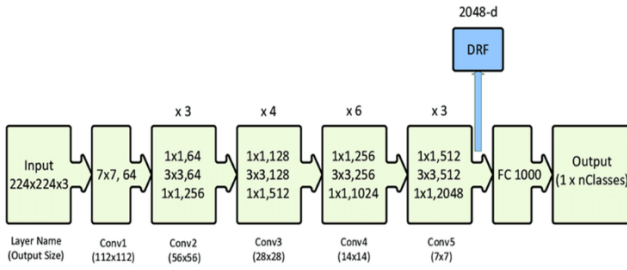 2048-d
DRF
x 3
x 4
x 6
x 3
Input
224x224x3
7x7, 64
1x1,64
3x3,64
1x1,256
1x1,128
3x3,128
1x1,512
1x1,256
3x3,256
1x1,1024
1x1,512
3x3,512
1x1,2048
FC 1000
Output
(1 x nClasses)
Layer Name
(Output Size)
Conv1
(112x112)
Conv2
(56x56)
Conv3
(28x28)
Conv4
(14x14)
Conv5
(7x7)